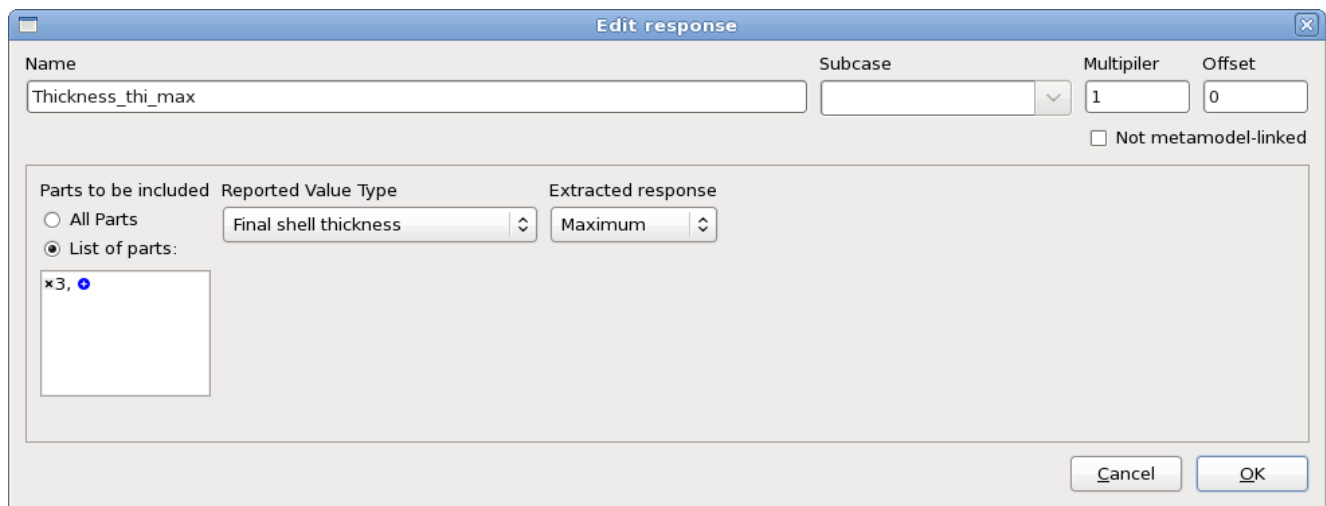 Edit response
Name Subcase Multipiler Offset
Thickness_thi_max 1 0
Not metamodel-linked
Parts to be included Reported Value Type Extracted response
All Parts
Final shell thickness Maximum
List of parts:
×3,
Cancel OK